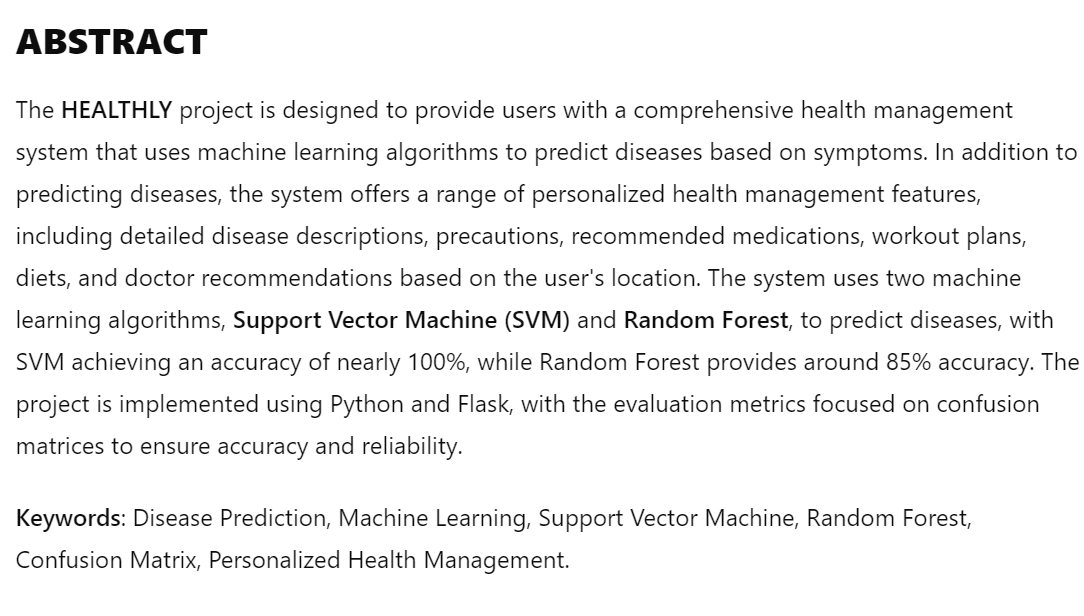 ABSTRACT
The HEALTHLY project is designed to provide users with a comprehensive health management
system that uses machine learning algorithms to predict diseases based on symptoms. In addition to
predicting diseases, the system offers a range of personalized health management features,
including detailed disease descriptions, precautions, recommended medications, workout plans,
diets, and doctor recommendations based on the user's location. The system uses two machine
learning algorithms, Support Vector Machine (SVM) and Random Forest, to predict diseases, with
SVM achieving an accuracy of nearly 100%, while Random Forest provides around 85% accuracy. The
project is implemented using Python and Flask, with the evaluation metrics focused on confusion
matrices to ensure accuracy and reliability.
Keywords: Disease Prediction, Machine Learning, Support Vector Machine, Random Forest,
Confusion Matrix, Personalized Health Management.